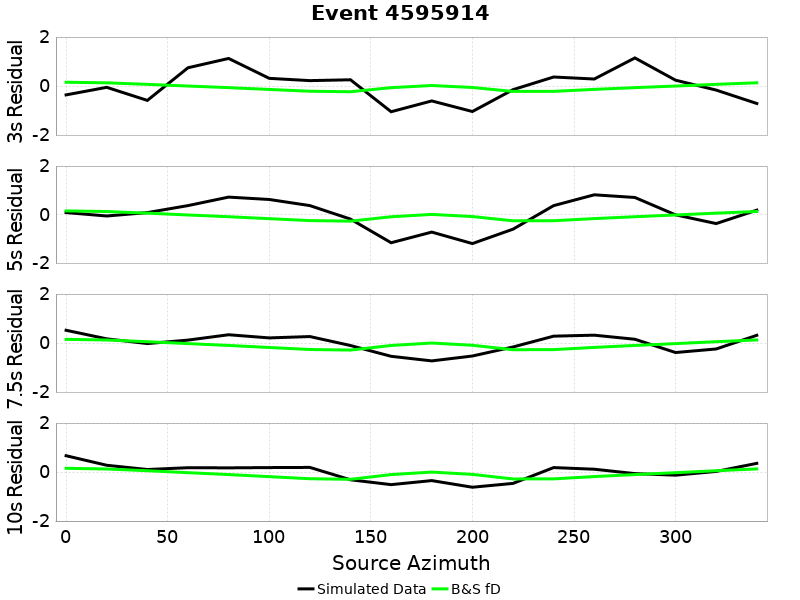 Event 4595914
3s Residual
2
0
-2
5s Residual
2
0
-2
7.5s Residual
2
0
-2
10s Residual
2
0
-2
0 50 100 150 200 250 300
Source Azimuth
Simulated Data B&S fD